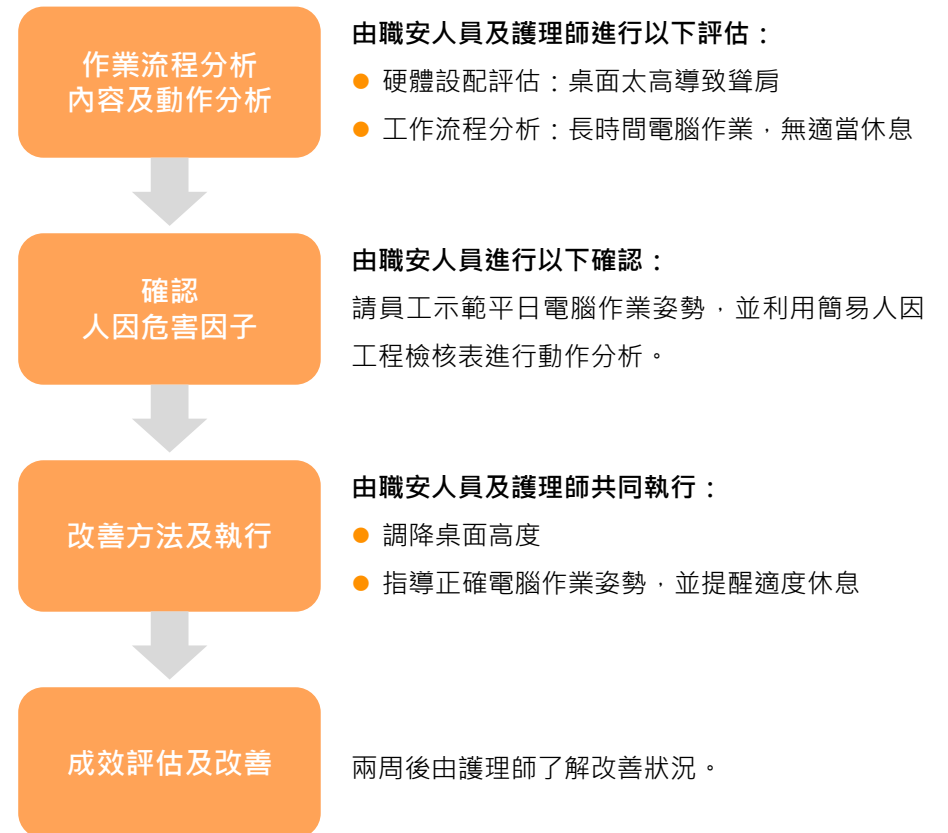 作業流程分析
內容及動作分析
由職安人員及護理師進行以下評估：
● 硬體設配評估：桌面太高導致聳肩
● 工作流程分析：長時間電腦作業，無適當休息
確認
人因危害因子
由職安人員進行以下確認：
請員工示範平日電腦作業姿勢，並利用簡易人因
工程檢核表進行動作分析。
改善方法及執行
由職安人員及護理師共同執行：
● 調降桌面高度
● 指導正確電腦作業姿勢，並提醒適度休息
成效評估及改善
兩周後由護理師了解改善狀況。